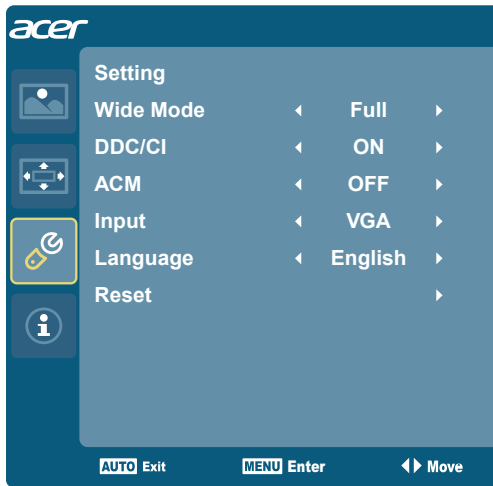 acer
Setting
Wide Mode Full
DDC/CI ON
ACM OFF
Input VGA
Language English
Reset
AUTO Exit MENU Enter Move